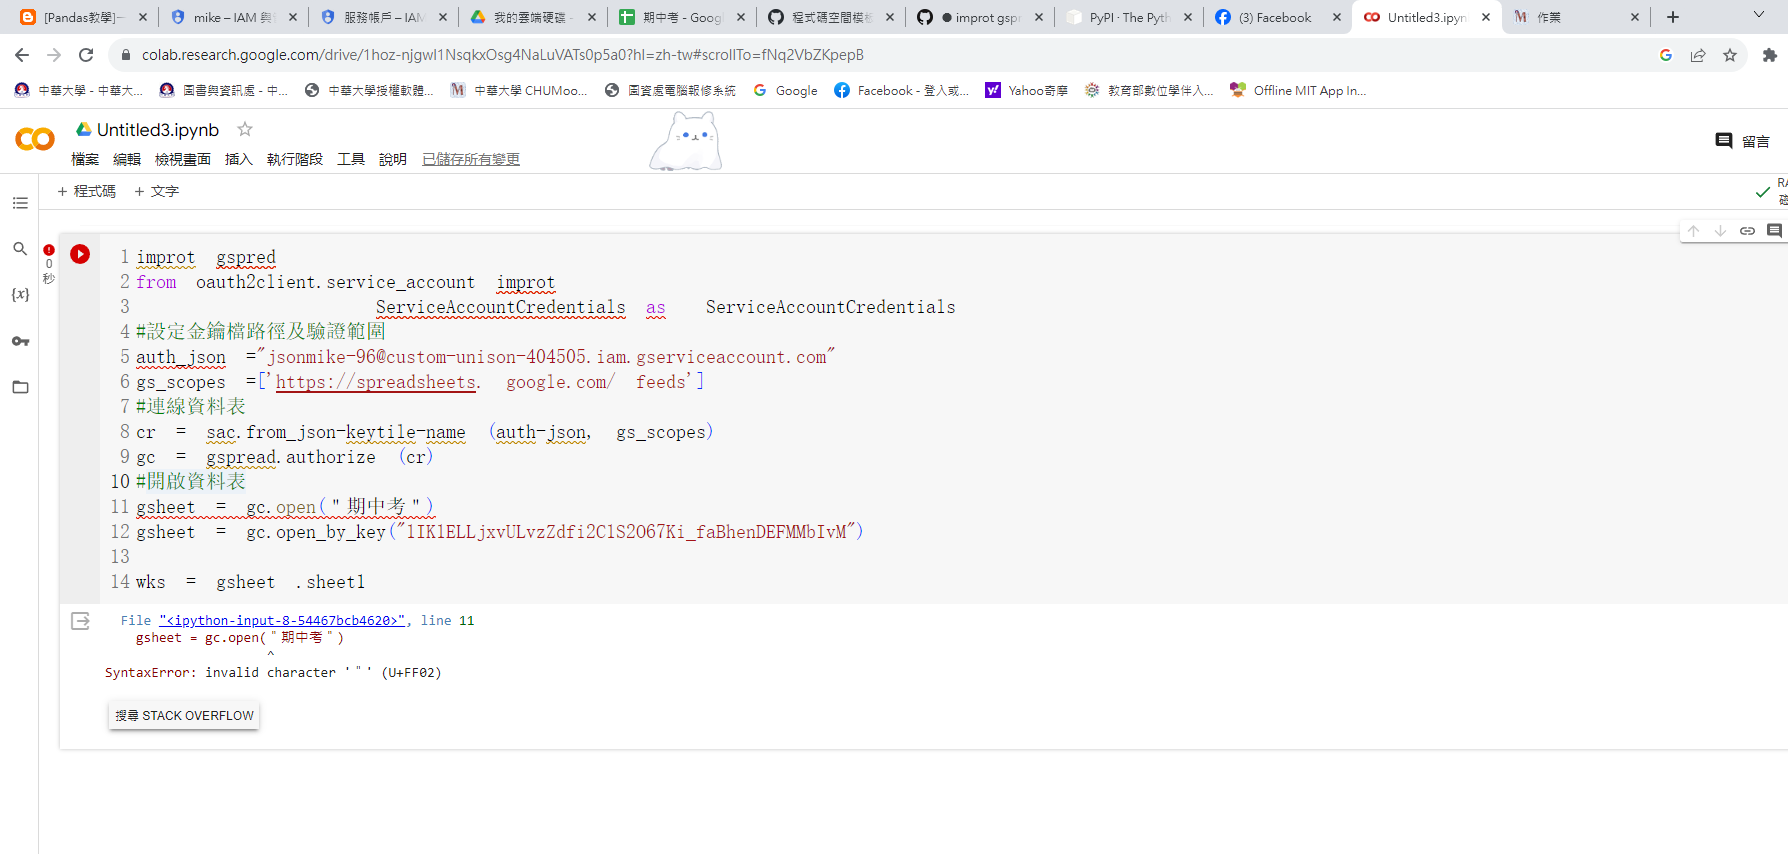 [Pandas教學]一
mike – IAM 與
服務帳戶 – IAM
我的雲端硬碟 -
期中考 - Googl
程式碼空間模板
● improt gspr
PyPI · The Pyth
(3) Facebook
Untitled3.ipyn
作業
colab.research.google.com/drive/1hoz-njgwI1NsqkxOsg4NaLuVATs0p5a0?hl=zh-tw#scrollTo=fNq2VbZKpepB
中華大學 - 中華大...
圖書與資訊處 - 中...
中華大學授權軟體...
中華大學 CHUMoo...
圖資處電腦報修系統
Google
Facebook - 登入或...
Yahoo奇摩
教育部數位學伴入...
Offline MIT App In...
Untitled3.ipynb
留言
檔案 編輯 檢視畫面 插入 執行階段 工具 說明 已儲存所有變更
+ 程式碼 + 文字
RA
0
秒
{x}
1 improt gspred
2 from oauth2client.service_account improt
3 ServiceAccountCredentials as ServiceAccountCredentials
4 #設定金鑰檔路徑及驗證範圍
5 auth_json ="jsonmike-96@custom-unison-404505.iam.gserviceaccount.com"
6 gs_scopes =['https://spreadsheets. google.com/ feeds']
7 #連線資料表
8 cr = sac.from_json-keytile-name (auth-json, gs_scopes)
9 gc = gspread.authorize (cr)
10 #開啟資料表
11 gsheet = gc.open(＂期中考＂)
12 gsheet = gc.open_by_key("lIKlELLjxvULvzZdfi2ClS2O67Ki_faBhenDEFMMbIvM")
13
14 wks = gsheet .sheetl
File "<ipython-input-8-54467bcb4620>", line 11
gsheet = gc.open(＂期中考＂)
^
SyntaxError: invalid character '＂' (U+FF02)
搜尋 STACK OVERFLOW